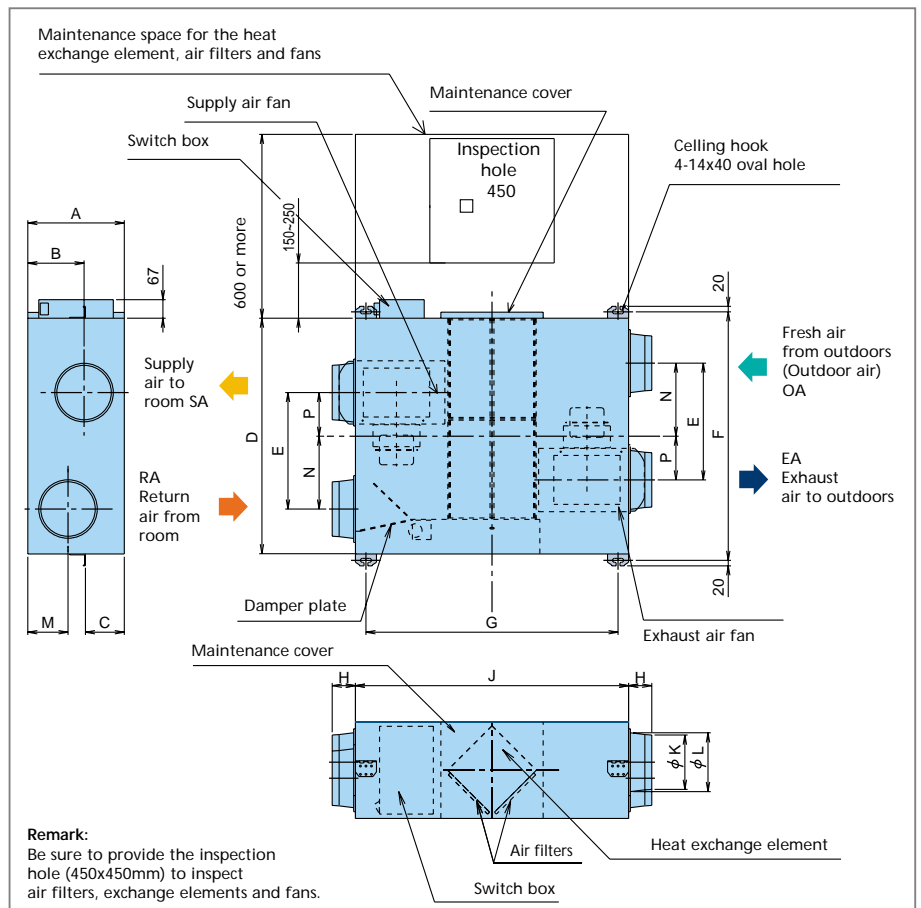 Maintenance space for the heat
exchange element, air filters and fans
Supply air fan
Maintenance cover
Switch box
Inspection
hole
450
Celling hook
4-14x40 oval hole
A
B
67
600 or more
150~250
20
Supply
air to
room SA
Fresh air
from outdoors
(Outdoor air)
OA
D
E
P
N
N
E
P
F
RA
Return
air from
room
EA
Exhaust
air to outdoors
M
C
Damper plate
G
20
Exhaust air fan
Maintenance cover
H
J
H
φK
φL
Remark:
Be sure to provide the inspection
hole (450x450mm) to inspect
air filters, exchange elements and fans.
Air filters
Heat exchange element
Switch box